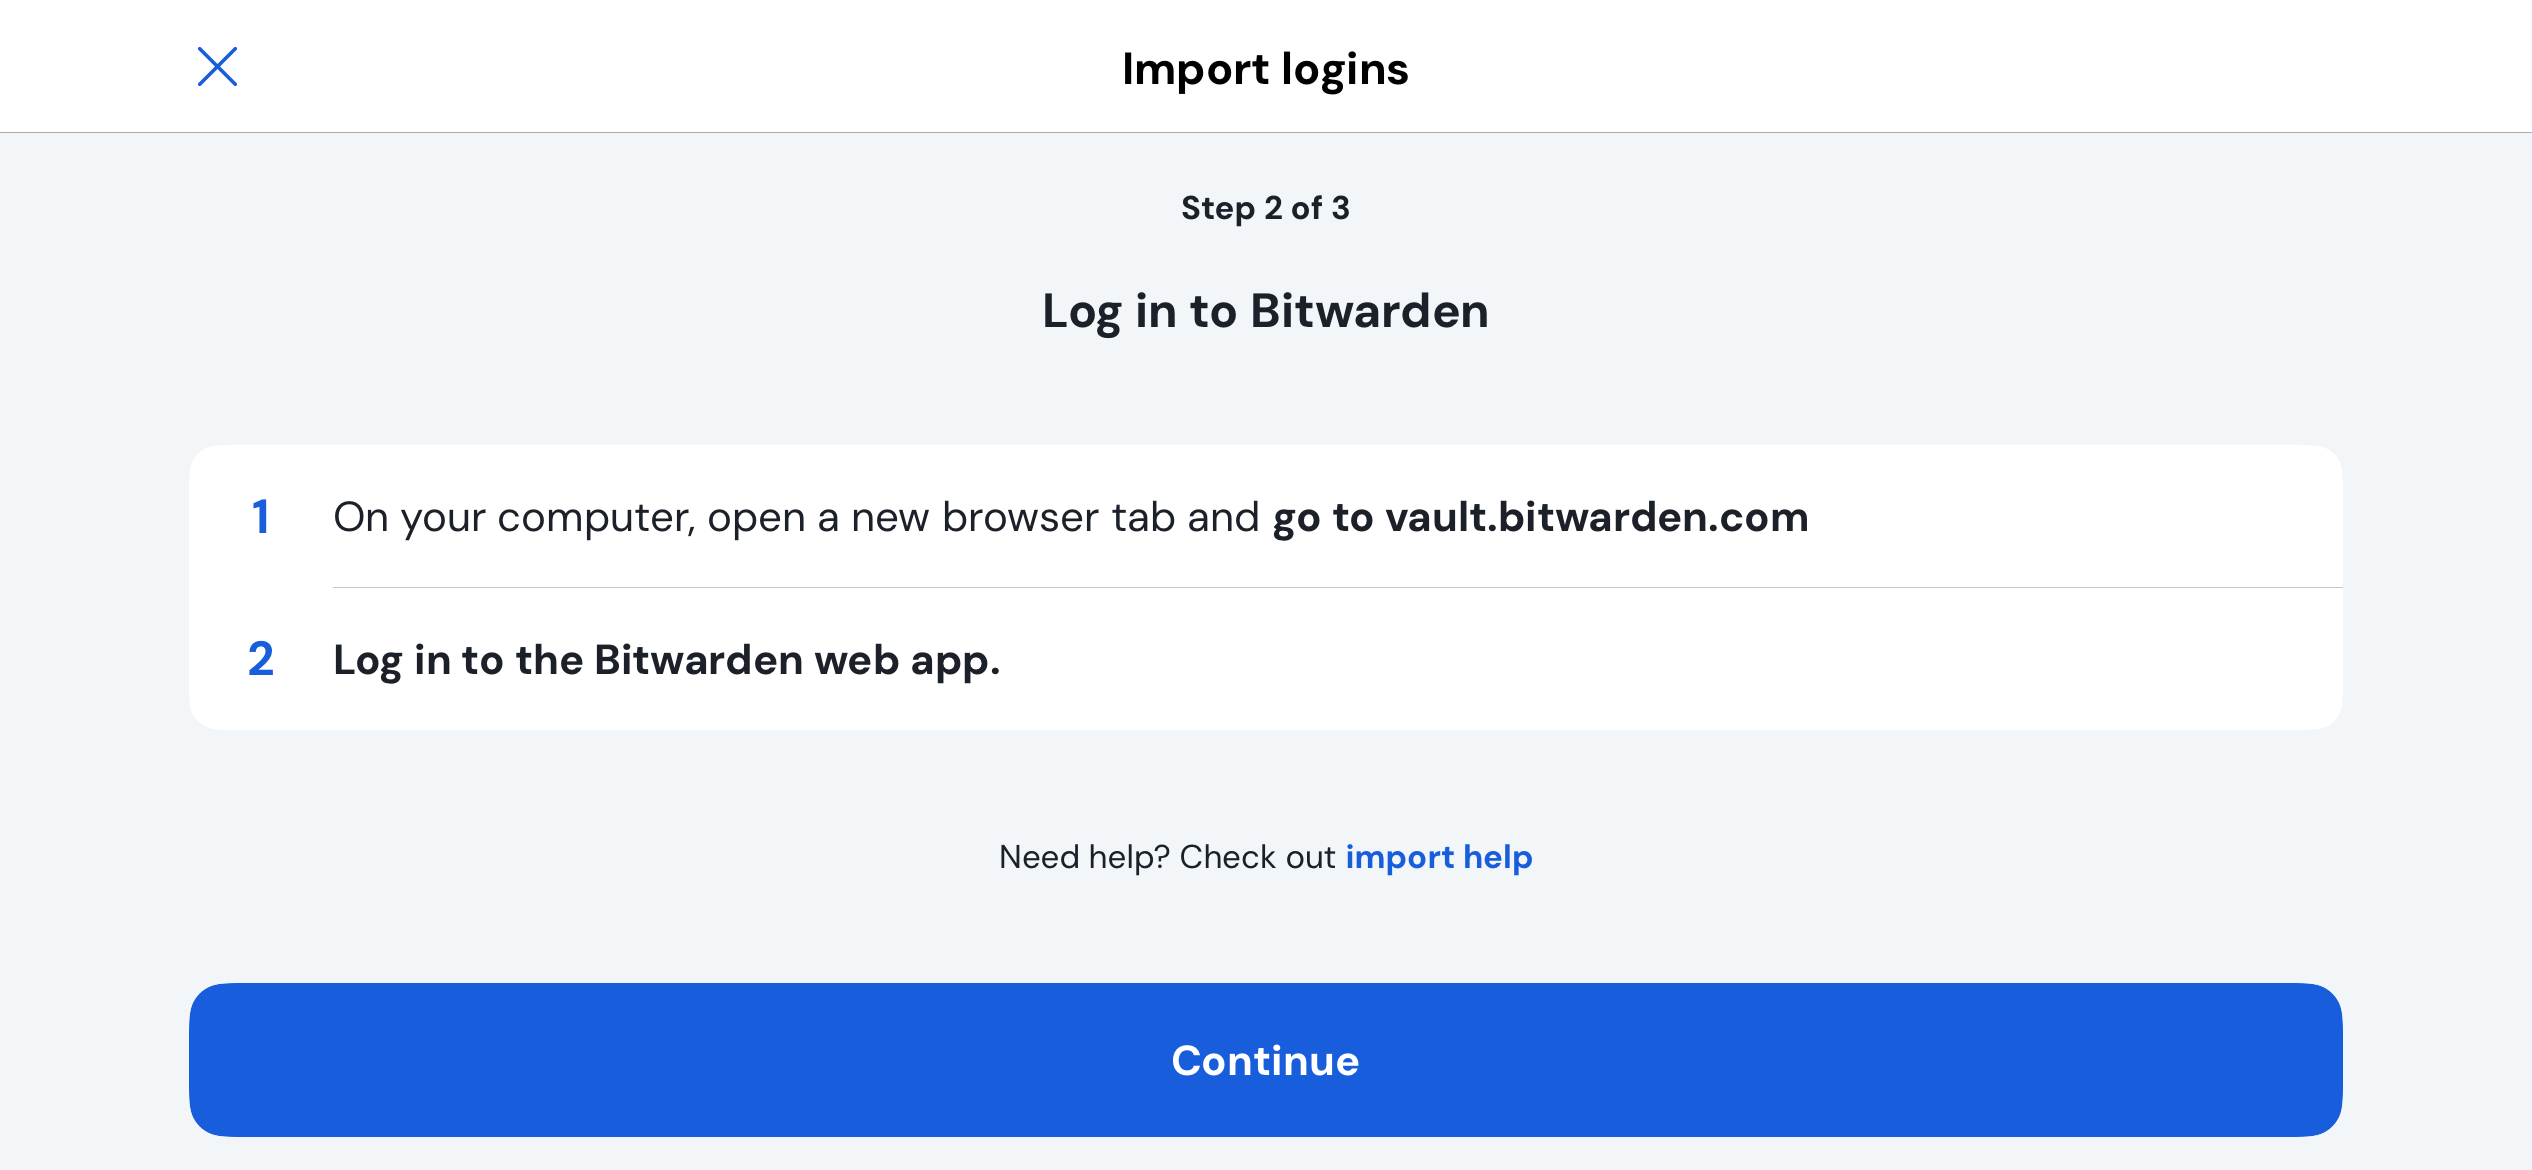 Import logins
Step 2 of 3
Log in to Bitwarden
1 On your computer, open a new browser tab and go to vault.bitwarden.com
2 Log in to the Bitwarden web app.
Need help? Check out import help
Continue